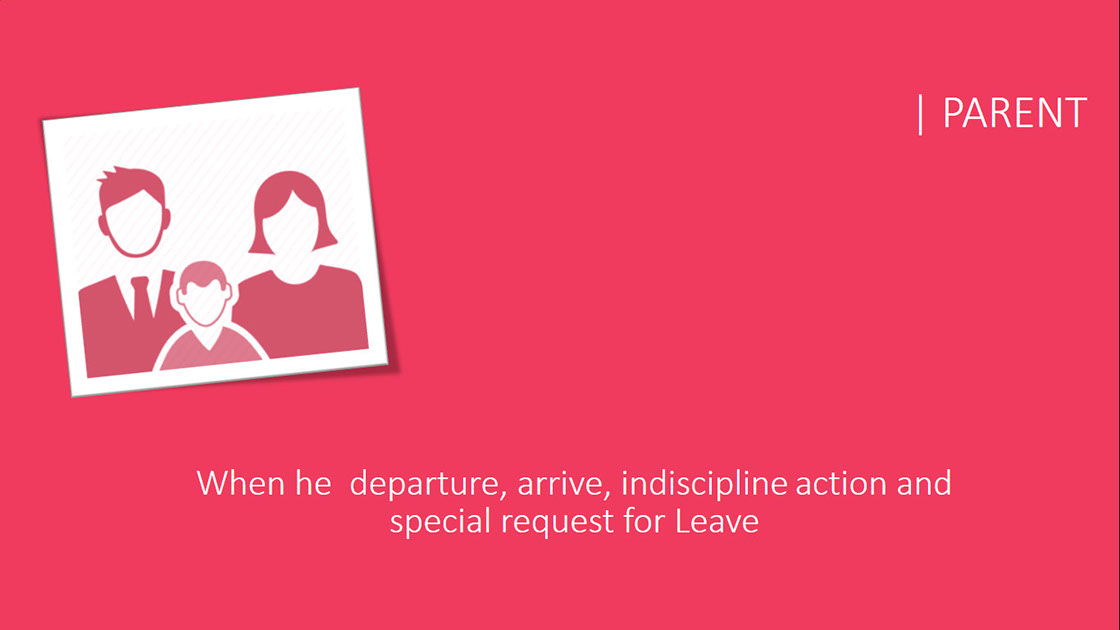 | PARENT
When he  departure, arrive, indiscipline action and
special request for Leave